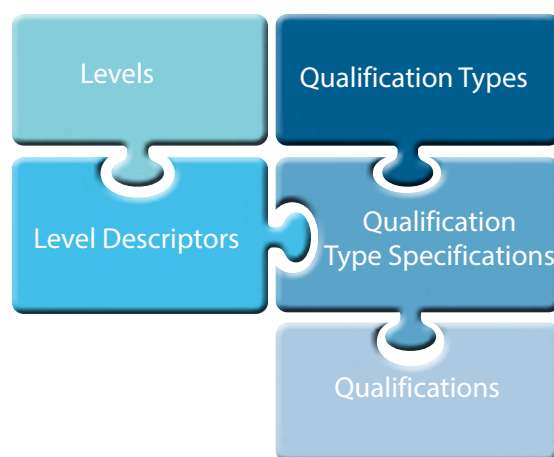 Levels
Qualification Types
Level Descriptors
Qualification
Type Specifications
Qualifications